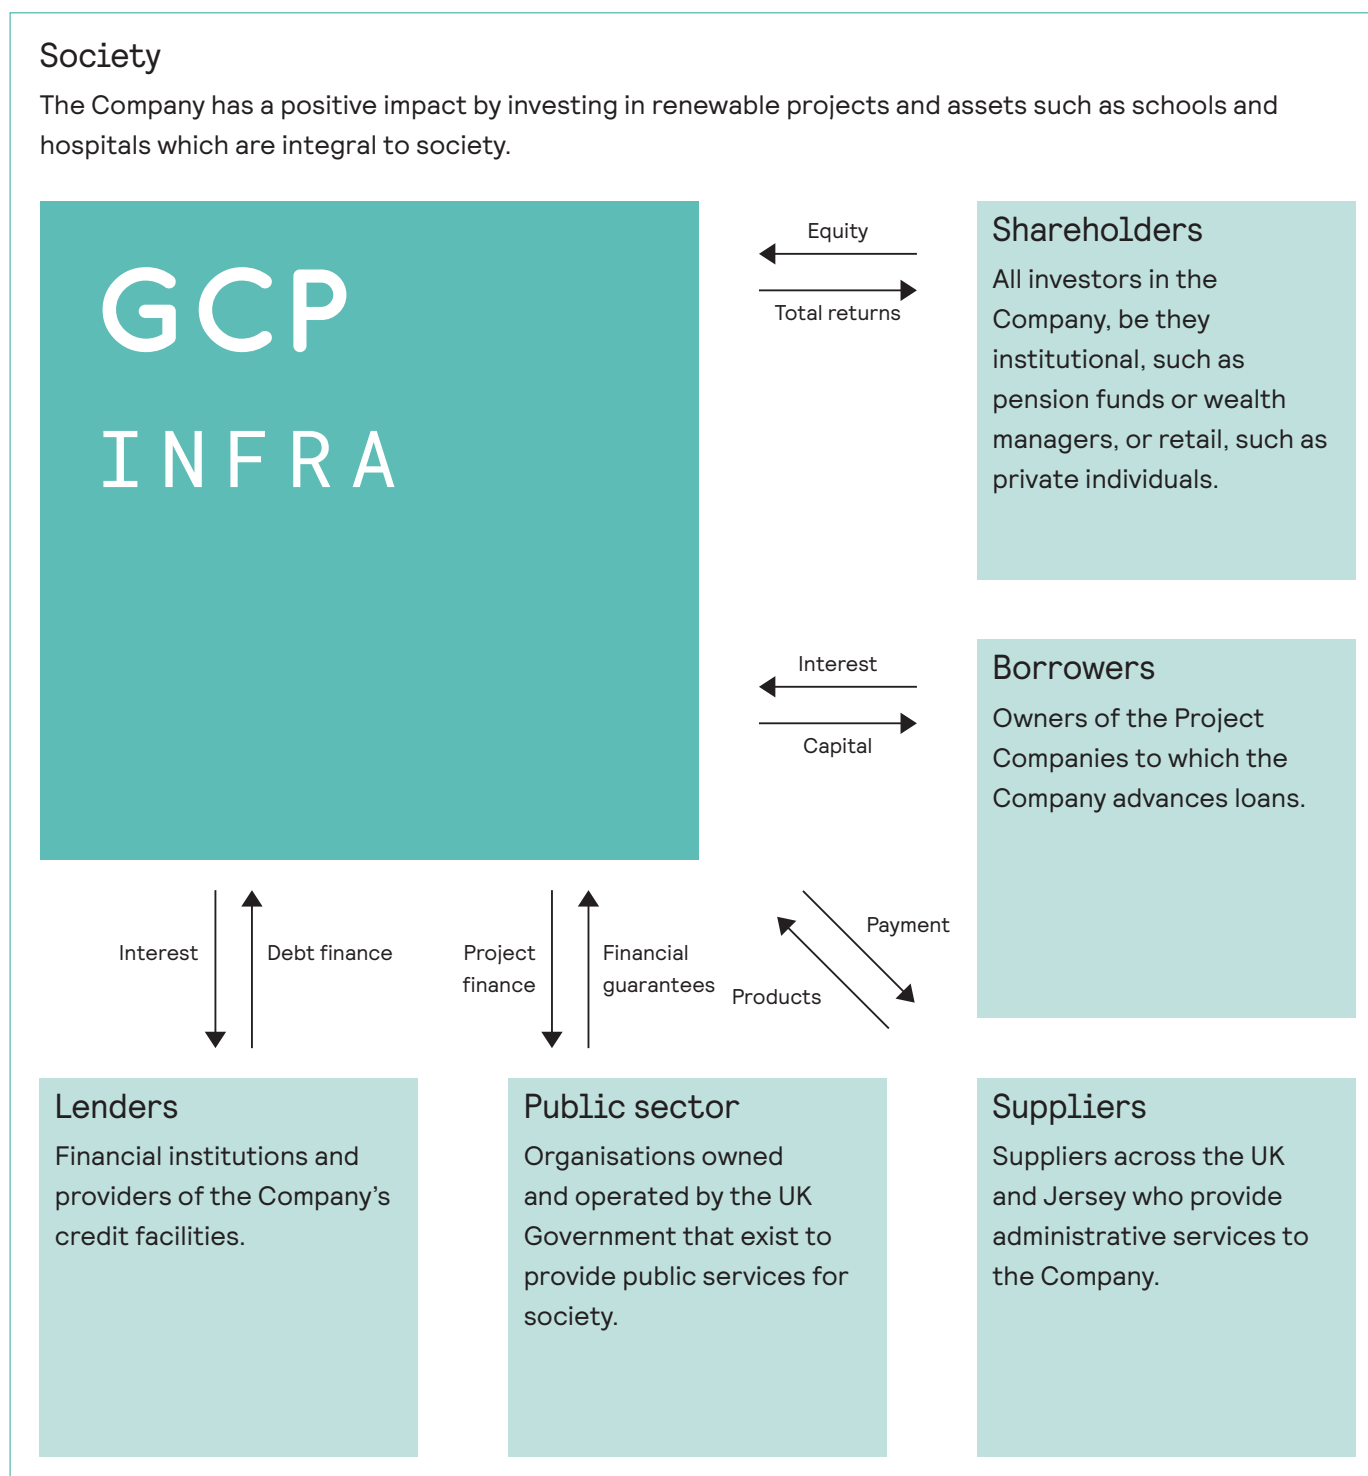 Society
The Company has a positive impact by investing in renewable projects and assets such as schools and
hospitals which are integral to society.
GCP
INFRA
Equity
Total returns
Shareholders
All investors in the
Company, be they
institutional, such as
pension funds or wealth
managers, or retail, such as
private individuals.
Interest
Capital
Borrowers
Owners of the Project
Companies to which the
Company advances loans.
Interest
Debt finance
Project
finance
Financial
guarantees
Payment
Products
Lenders
Financial institutions and
providers of the Company’s
credit facilities.
Public sector
Organisations owned
and operated by the UK
Government that exist to
provide public services for
society.
Suppliers
Suppliers across the UK
and Jersey who provide
administrative services to
the Company.